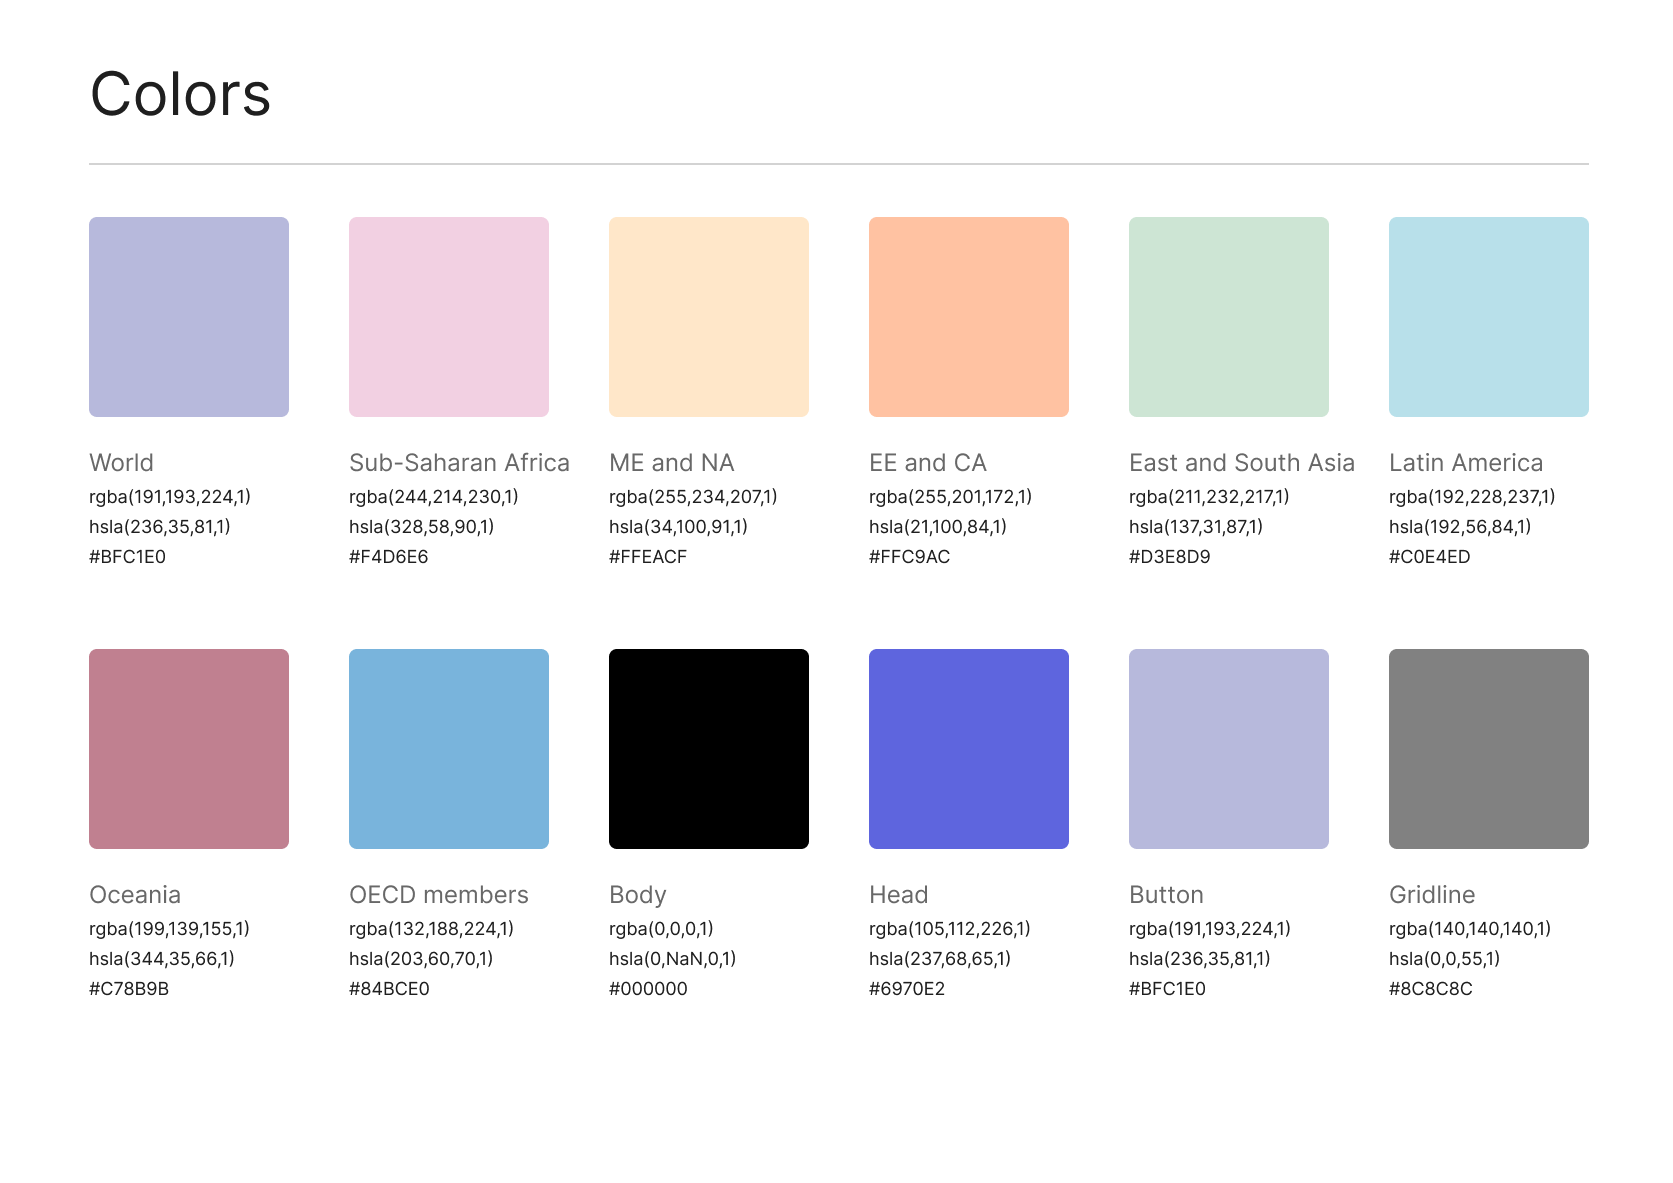 Colors
World
rgba(191,193,224,1)
hsla(236,35,81,1)
#BFC1E0
Sub-Saharan Africa
rgba(244,214,230,1)
hsla(328,58,90,1)
#F4D6E6
ME and NA
rgba(255,234,207,1)
hsla(34,100,91,1)
#FFEACF
EE and CA
rgba(255,201,172,1)
hsla(21,100,84,1)
#FFC9AC
East and South Asia
rgba(211,232,217,1)
hsla(137,31,87,1)
#D3E8D9
Latin America
rgba(192,228,237,1)
hsla(192,56,84,1)
#C0E4ED
Oceania
rgba(199,139,155,1)
hsla(344,35,66,1)
#C78B9B
OECD members
rgba(132,188,224,1)
hsla(203,60,70,1)
#84BCE0
Body
rgba(0,0,0,1)
hsla(0,NaN,0,1)
#000000
Head
rgba(105,112,226,1)
hsla(237,68,65,1)
#6970E2
Button
rgba(191,193,224,1)
hsla(236,35,81,1)
#BFC1E0
Gridline
rgba(140,140,140,1)
hsla(0,0,55,1)
#8C8C8C